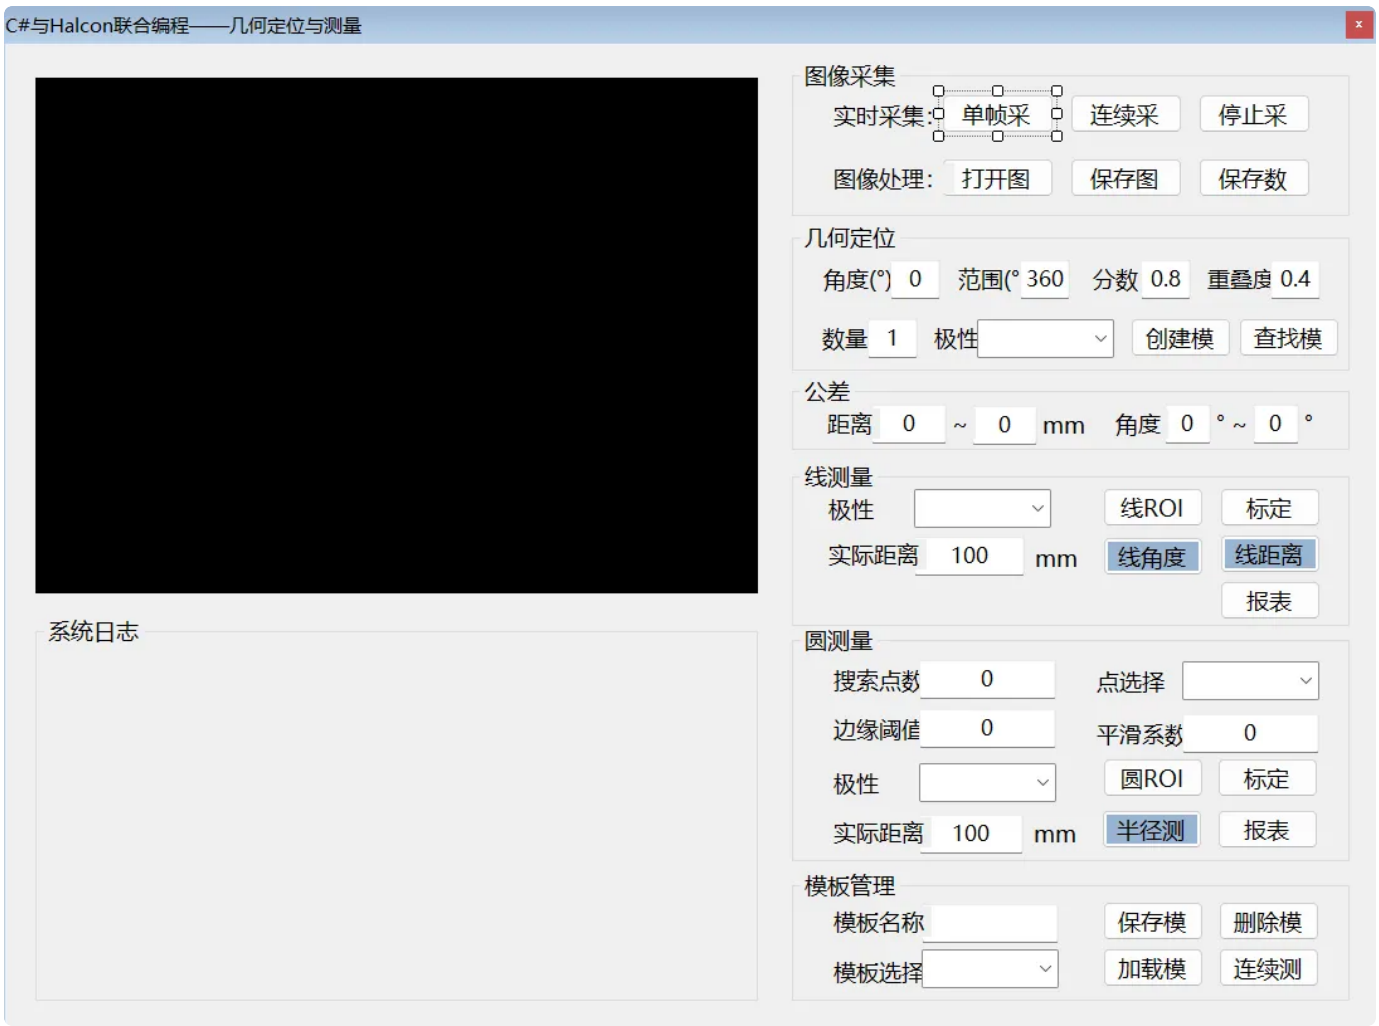 C#与Halcon联合编程——几何定位与测量
x
图像采集
实时采集: 单帧采 连续采 停止采
图像处理: 打开图 保存图 保存数
几何定位
角度(°) 0 范围(° 360 分数 0.8 重叠度 0.4
数量 1 极性 创建模 查找模
公差
距离 0 ~ 0 mm 角度 0 ° ~ 0 °
线测量
极性 线ROI 标定
实际距离 100 mm 线角度 线距离
报表
系统日志
圆测量
搜索点数 0 点选择
边缘阈值 0 平滑系数 0
极性 圆ROI 标定
实际距离 100 mm 半径测 报表
模板管理
模板名称 保存模 删除模
模板选择 加载模 连续测